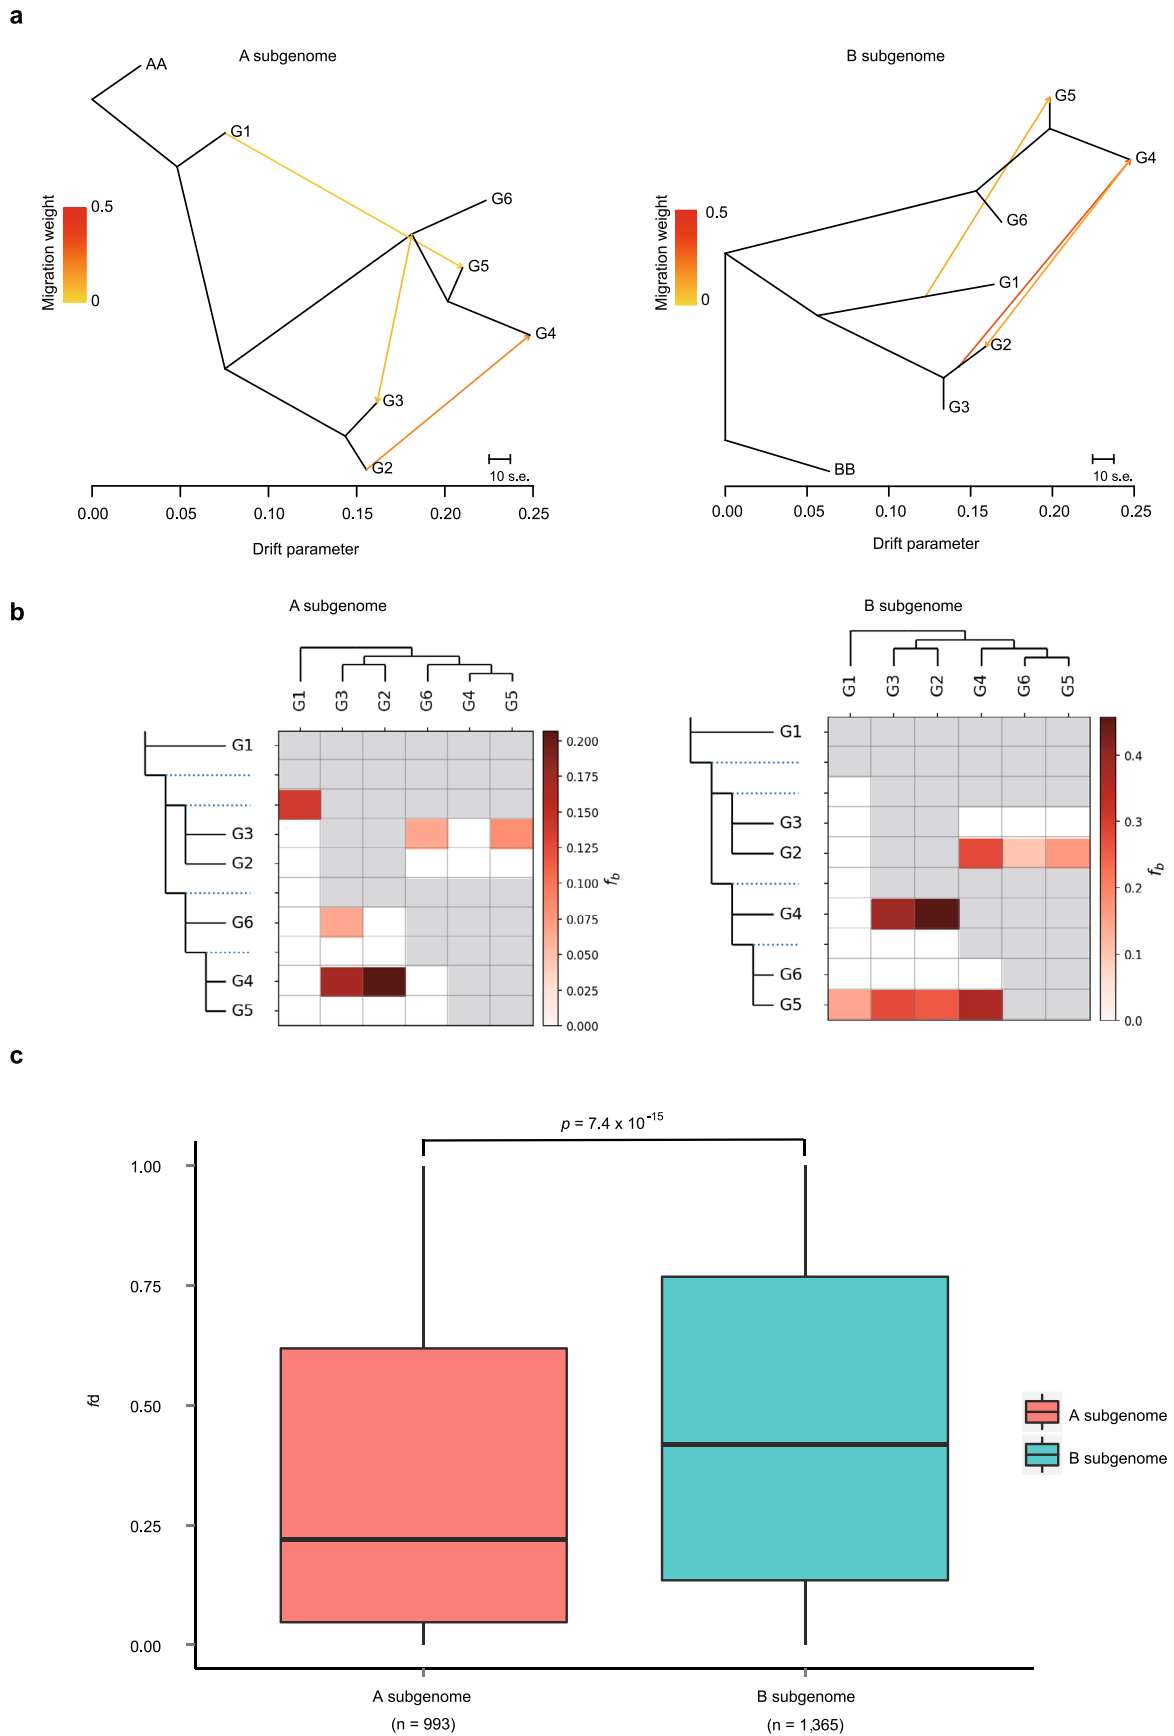 a
A subgenome
B subgenome
AA
G1
G6
G5
G4
G3
G2
Migration weight
0.5
0
10 s.e.
0.00 0.05 0.10 0.15 0.20 0.25
Drift parameter
G5
G4
G6
G1
G2
G3
BB
Migration weight
0.5
0
10 s.e.
0.00 0.05 0.10 0.15 0.20 0.25
Drift parameter
b
A subgenome
G1 G3 G2 G6 G4 G5
G1
G3
G2
G6
G4
G5
0.200
0.175
0.150
0.125
0.100
0.075
0.050
0.025
0.000
fb
B subgenome
G1 G3 G2 G4 G6 G5
G1
G3
G2
G4
G6
G5
0.4
0.3
0.2
0.1
0.0
fb
c
p = 7.4 x 10-15
1.00
0.75
0.50
0.25
0.00
fd
A subgenome
(n = 993)
B subgenome
(n = 1,365)
A subgenome
B subgenome